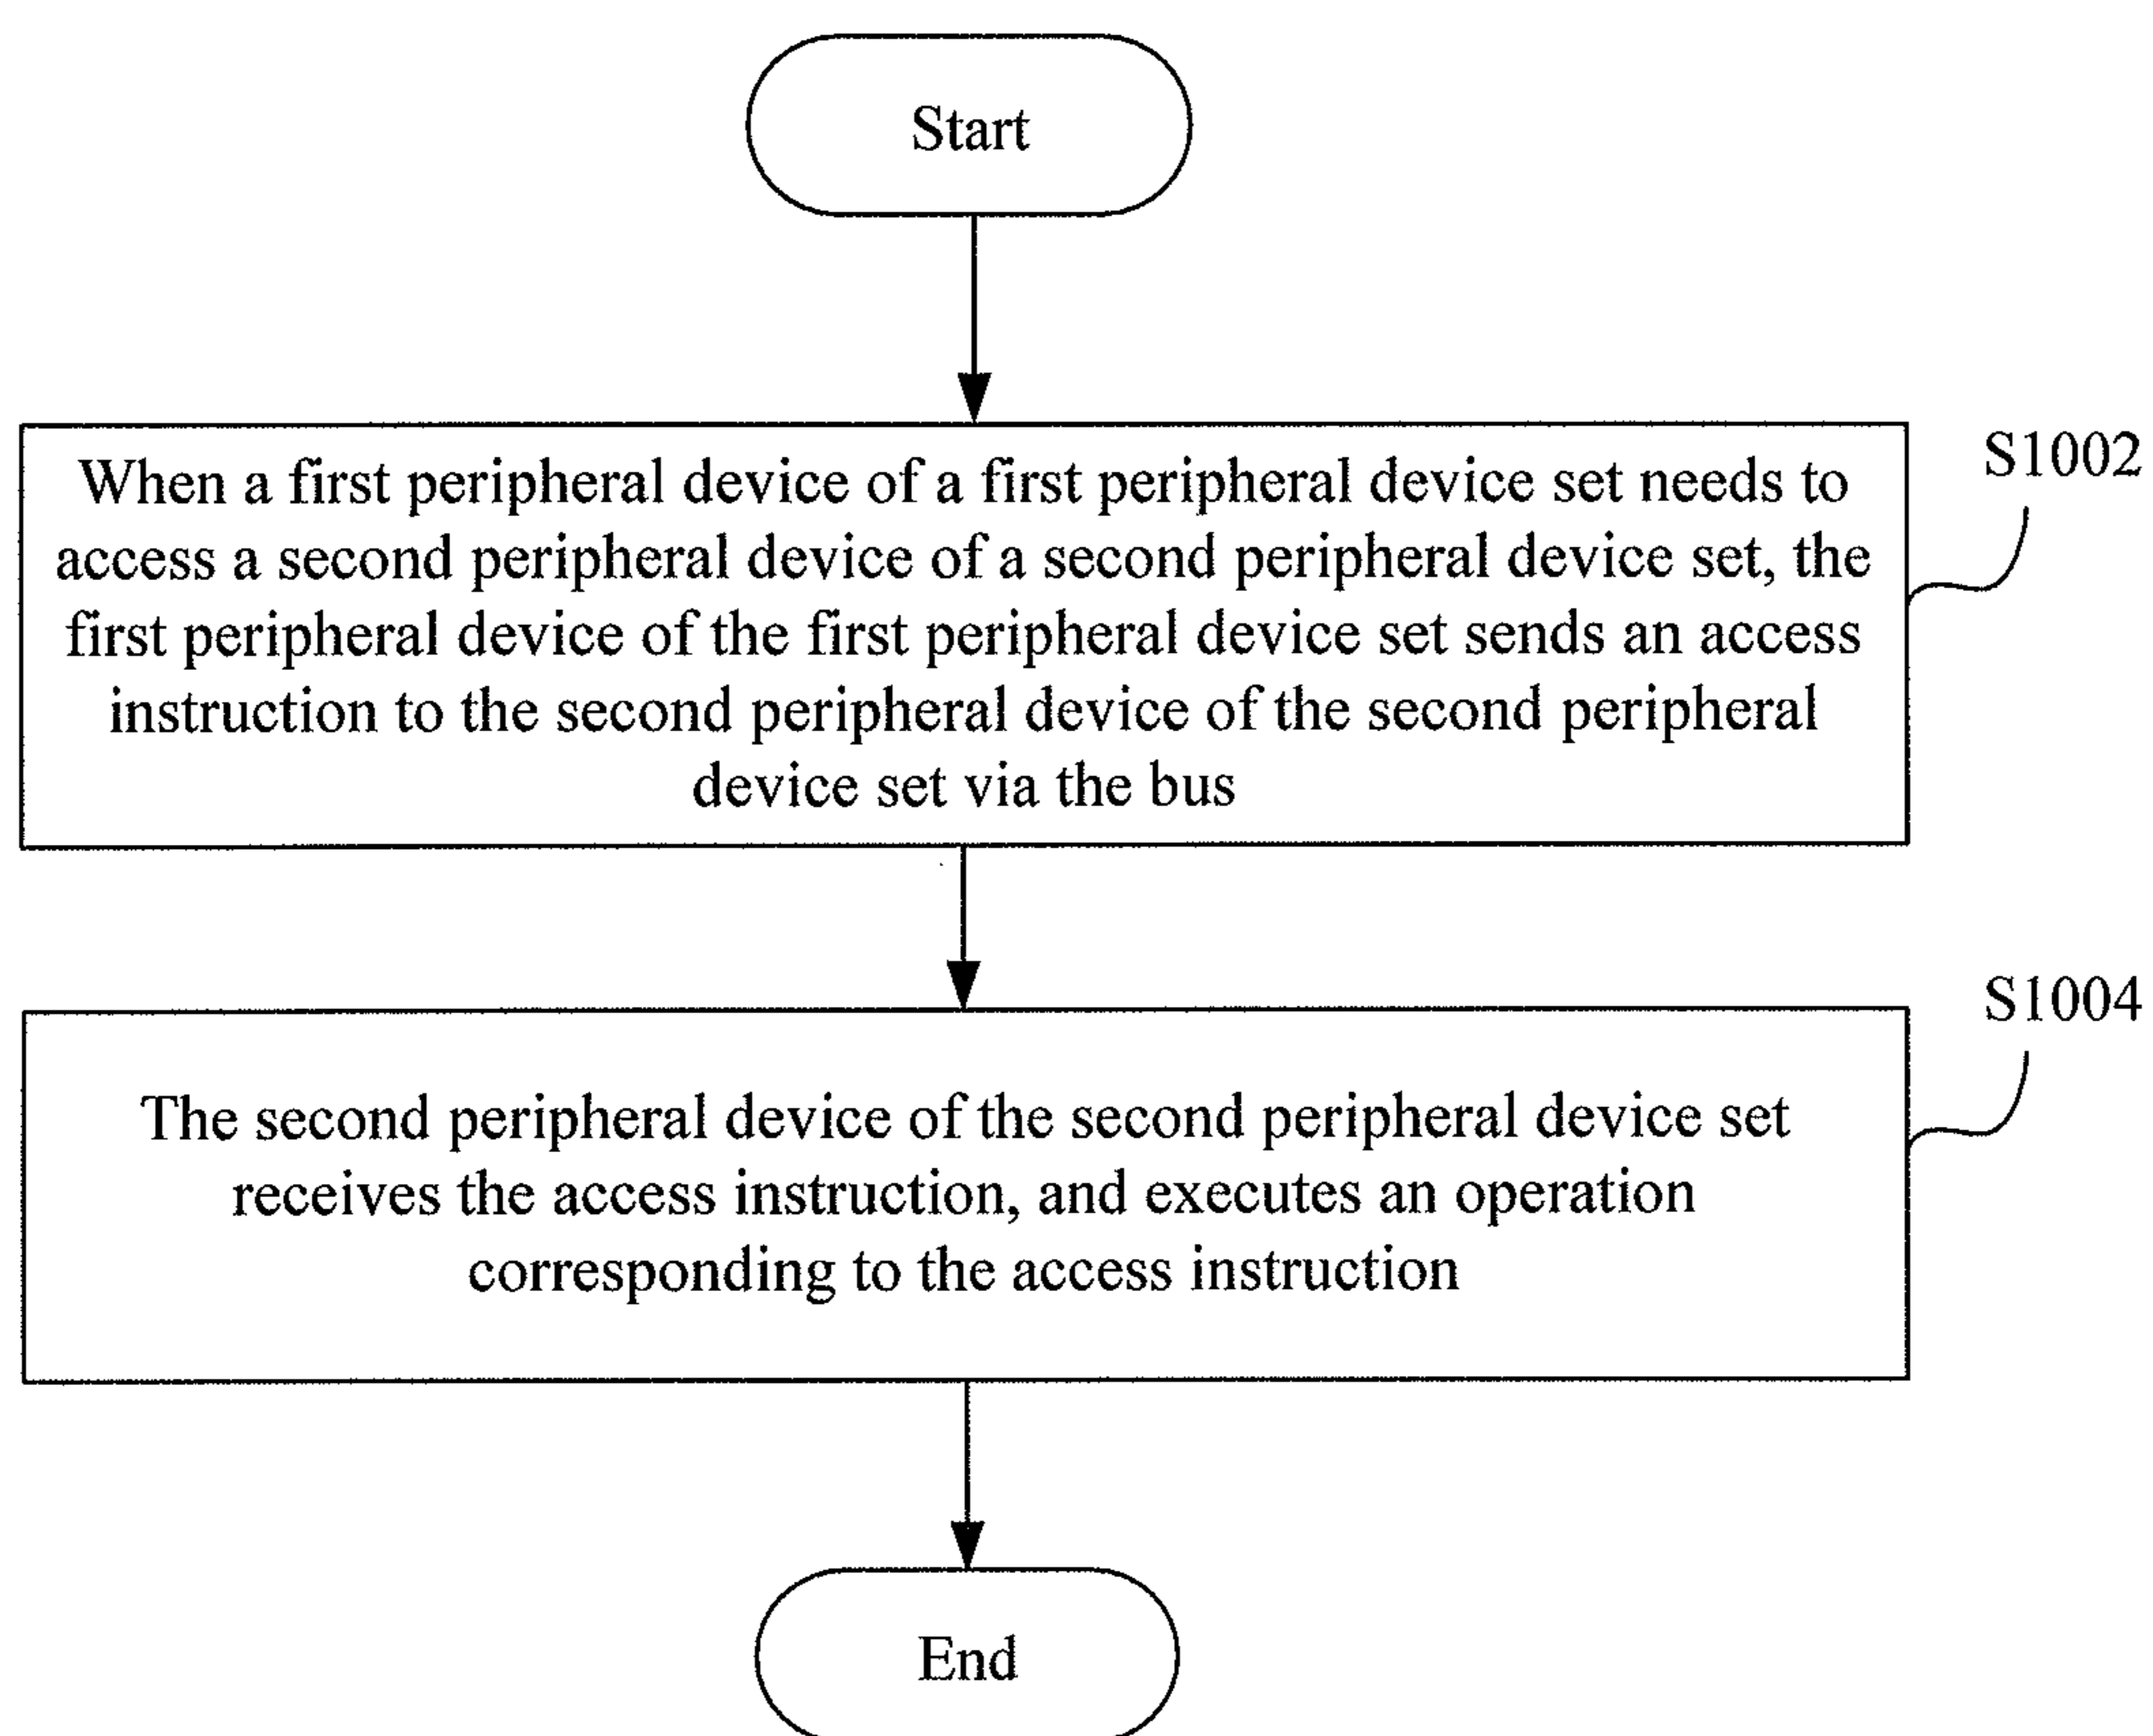 Start
When a first peripheral device of a first peripheral device set needs to
access a second peripheral device of a second peripheral device set, the
first peripheral device of the first peripheral device set sends an access
instruction to the second peripheral device of the second peripheral
device set via the bus
S1002
The second peripheral device of the second peripheral device set
receives the access instruction, and executes an operation
corresponding to the access instruction
S1004
End